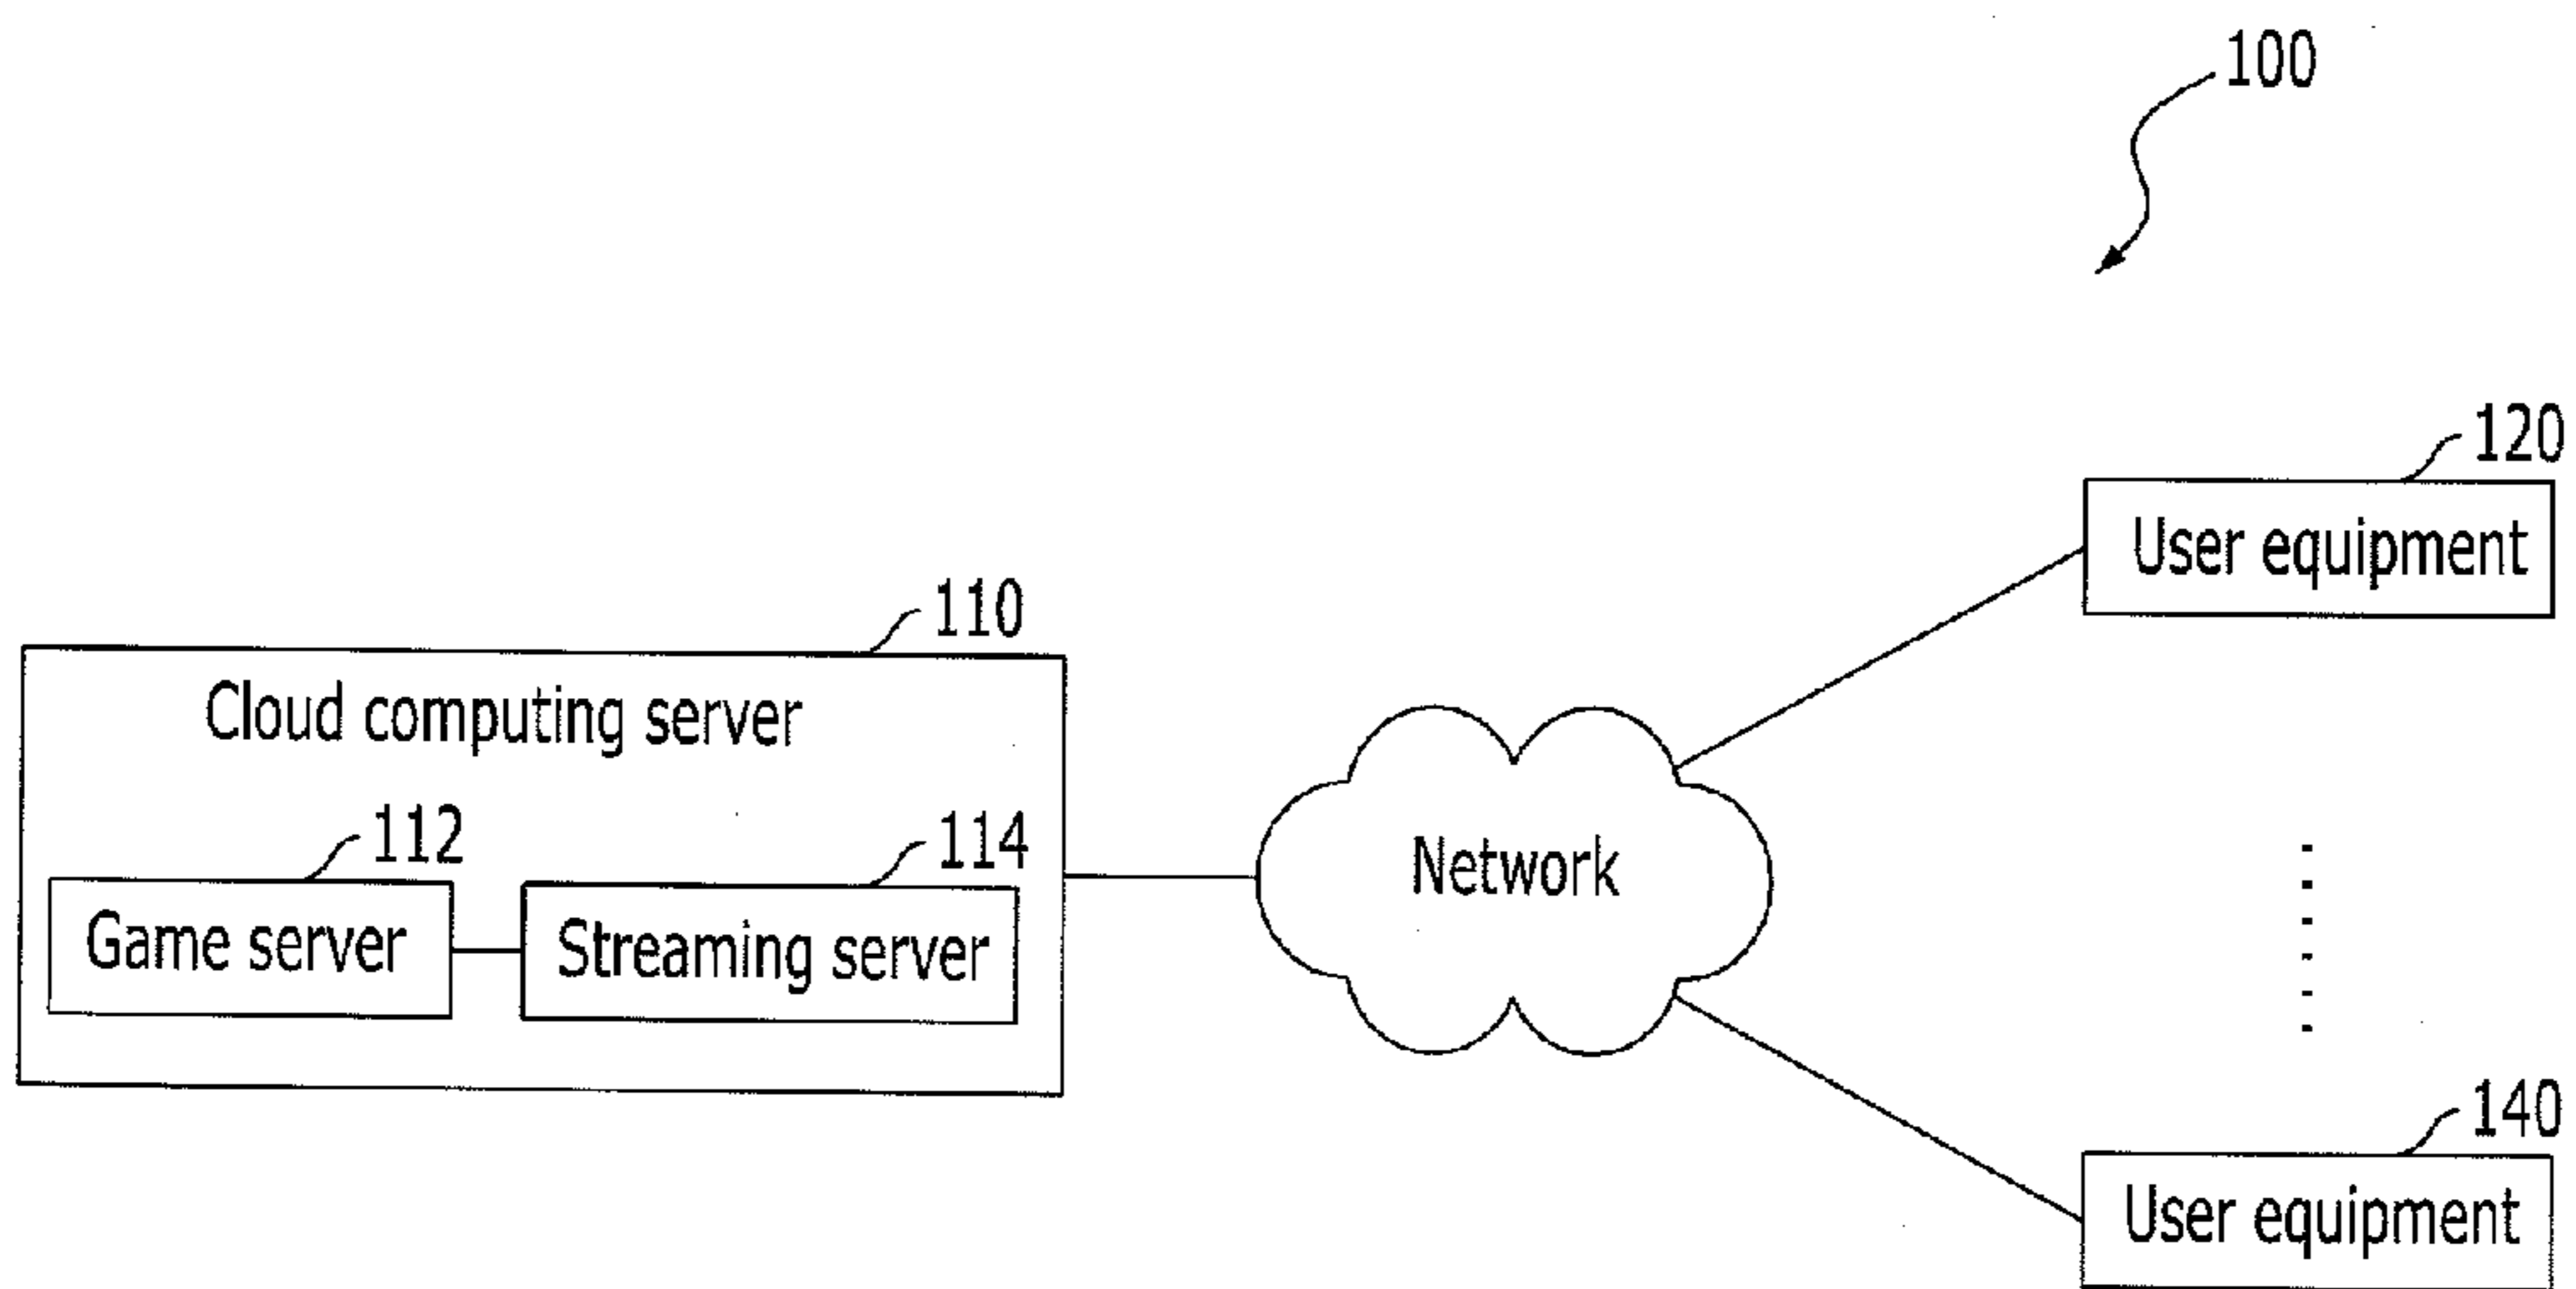 100
120
User equipment
110
Cloud computing server
112
114
Game server
Streaming server
Network
140
User equipment